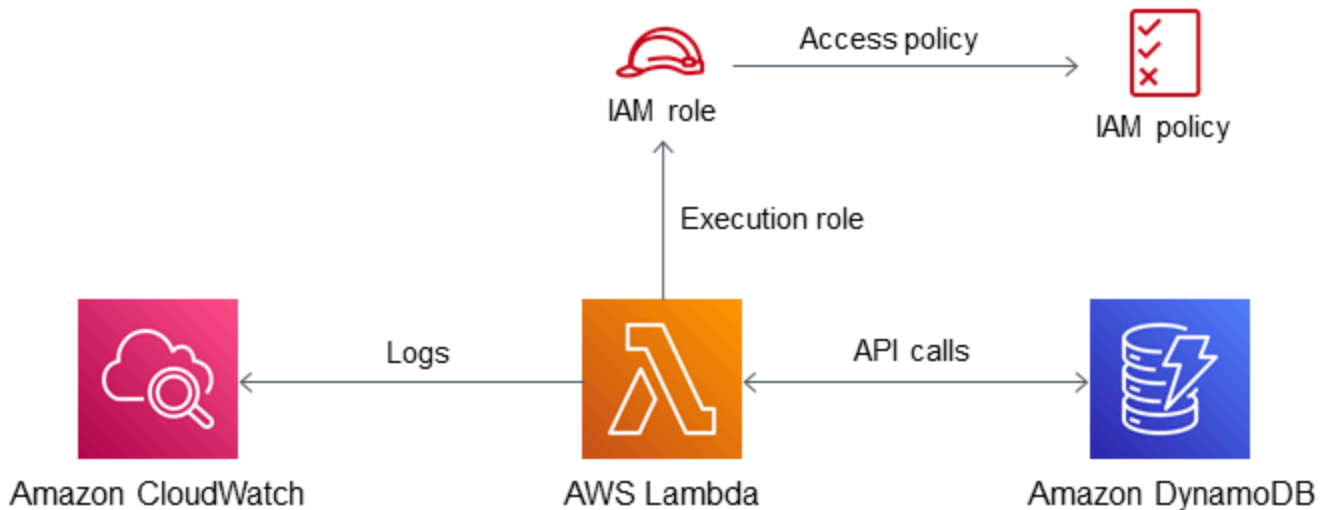 Access policy
IAM role
IAM policy
Execution role
Logs
API calls
Amazon CloudWatch
AWS Lambda
Amazon DynamoDB